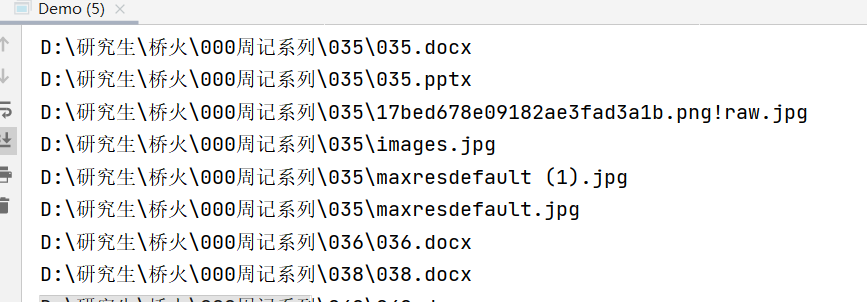 Demo (5)
D:\研究生\桥火\000周记系列\035\035.docx
D:\研究生\桥火\000周记系列\035\035.pptx
D:\研究生\桥火\000周记系列\035\17bed678e09182ae3fad3a1b.png!raw.jpg
D:\研究生\桥火\000周记系列\035\images.jpg
D:\研究生\桥火\000周记系列\035\maxresdefault (1).jpg
D:\研究生\桥火\000周记系列\035\maxresdefault.jpg
D:\研究生\桥火\000周记系列\036\036.docx
D:\研究生\桥火\000周记系列\038\038.docx